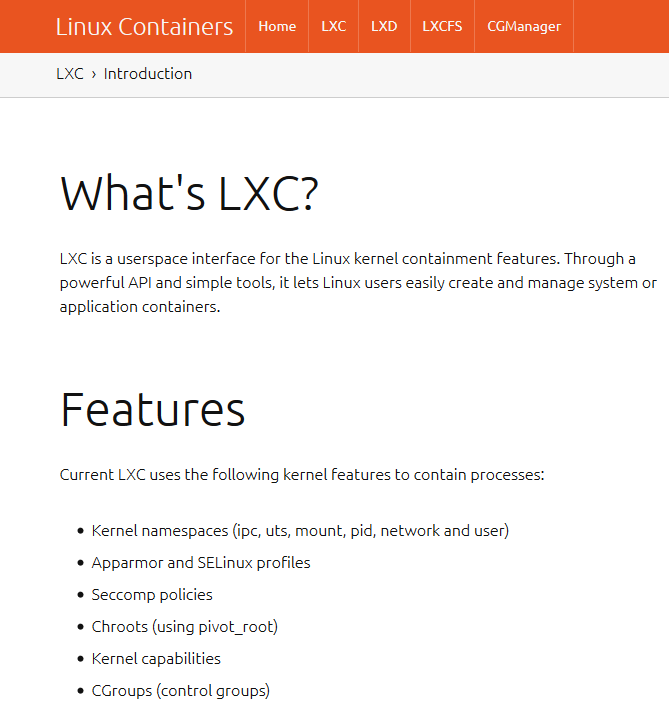 Linux Containers Home LXC LXD LXCFS CGManager
LXC › Introduction
What's LXC?
LXC is a userspace interface for the Linux kernel containment features. Through a
powerful API and simple tools, it lets Linux users easily create and manage system or
application containers.
Features
Current LXC uses the following kernel features to contain processes:
• Kernel namespaces (ipc, uts, mount, pid, network and user)
• Apparmor and SELinux profiles
• Seccomp policies
• Chroots (using pivot_root)
• Kernel capabilities
• CGroups (control groups)